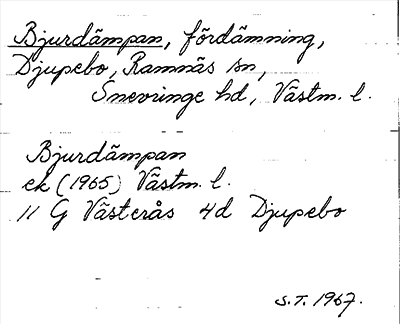 Bjurdämpan, fördämning,
Djupebo, Ramnäs sn,
Snevringe hd, Västm. l.
Bjurdämpan
ek (1965) Västm. l.
11 G Västerås 4d Djupebo
S.T. 1967.